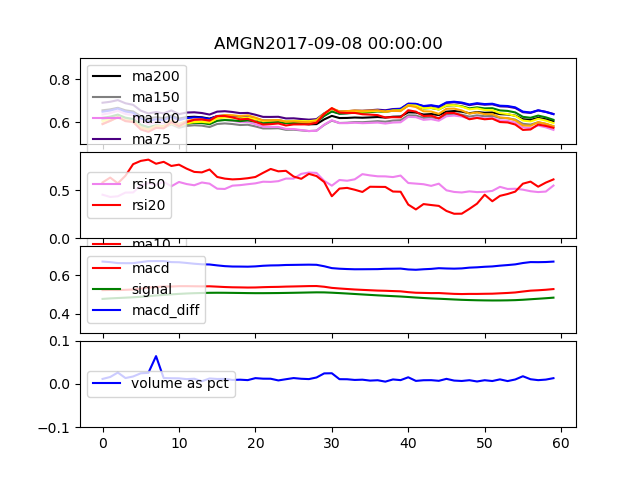 AMGN2017-09-08 00:00:00
0.8
0.6
ma200
ma150
ma100
ma75
0.5
0.0
rsi50
rsi20
ma10
0.6
0.4
macd
signal
macd_diff
0.1
0.0
−0.1
volume as pct
0 10 20 30 40 50 60